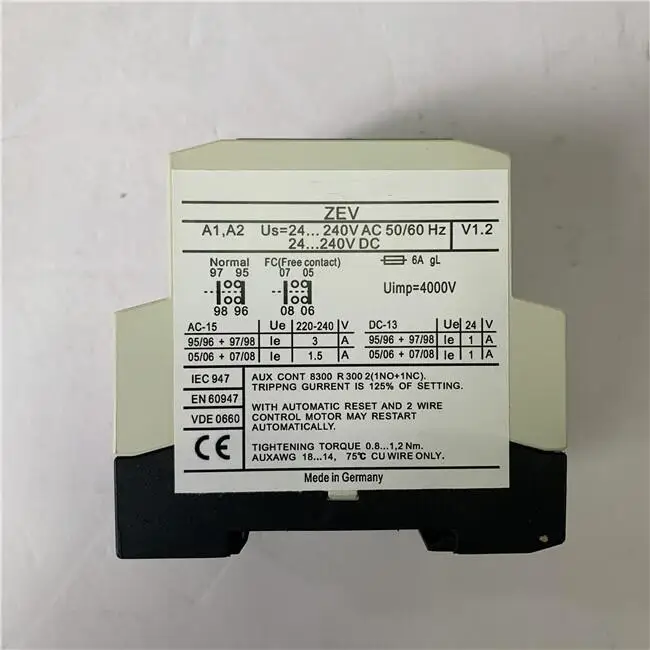 ZEV
A1,A2 Us=24... 240V AC 50/60 Hz V1.2
24...240V DC
Normal FC(Free contact) 6A gL
97 95 07 05
Uimp=4000V
98 96 08 06
AC-15 Ue 220-240 V DC-13 Ue 24 V
95/96 + 97/98 Ie 3 A 95/96 + 97/98 Ie 1 A
05/06 + 07/08 Ie 1.5 A 05/06 + 07/08 Ie 1 A
IEC 947 AUX CONT 8300 R 300 2(1NO+1NC).
TRIPPNG GURRENT IS 125% OF SETTING.
EN 60947
WITH AUTOMATIC RESET AND 2 WIRE
VDE 0660 CONTROL MOTOR MAY RESTART
AUTOMATICALLY.
CE TIGHTENING TORQUE 0.8...1,2 Nm.
AUXAWG 18...14, 75℃ CU WIRE ONLY.
Mede in Germany